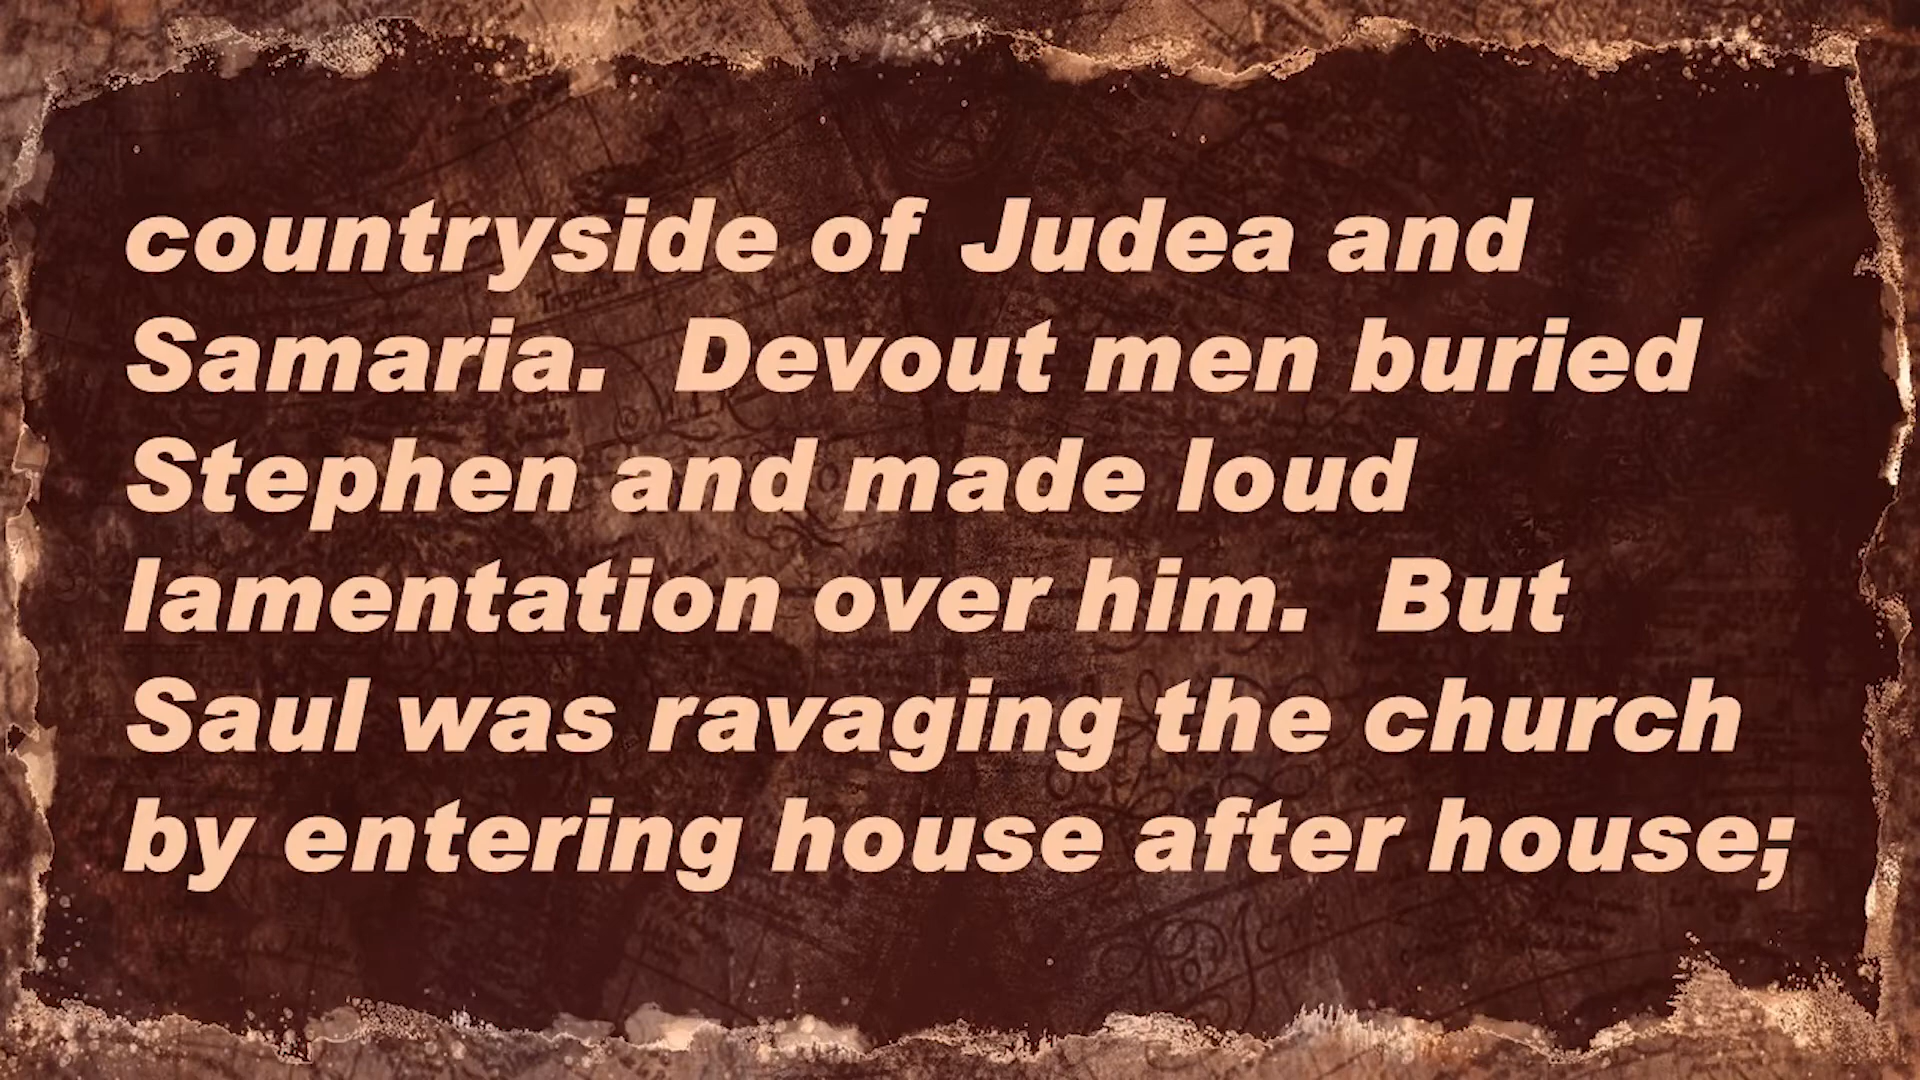 countryside of Judea and
Samaria. Devout men buried
Stephen and made loud
lamentation over him. But
Saul was ravaging the church
by entering house after house;